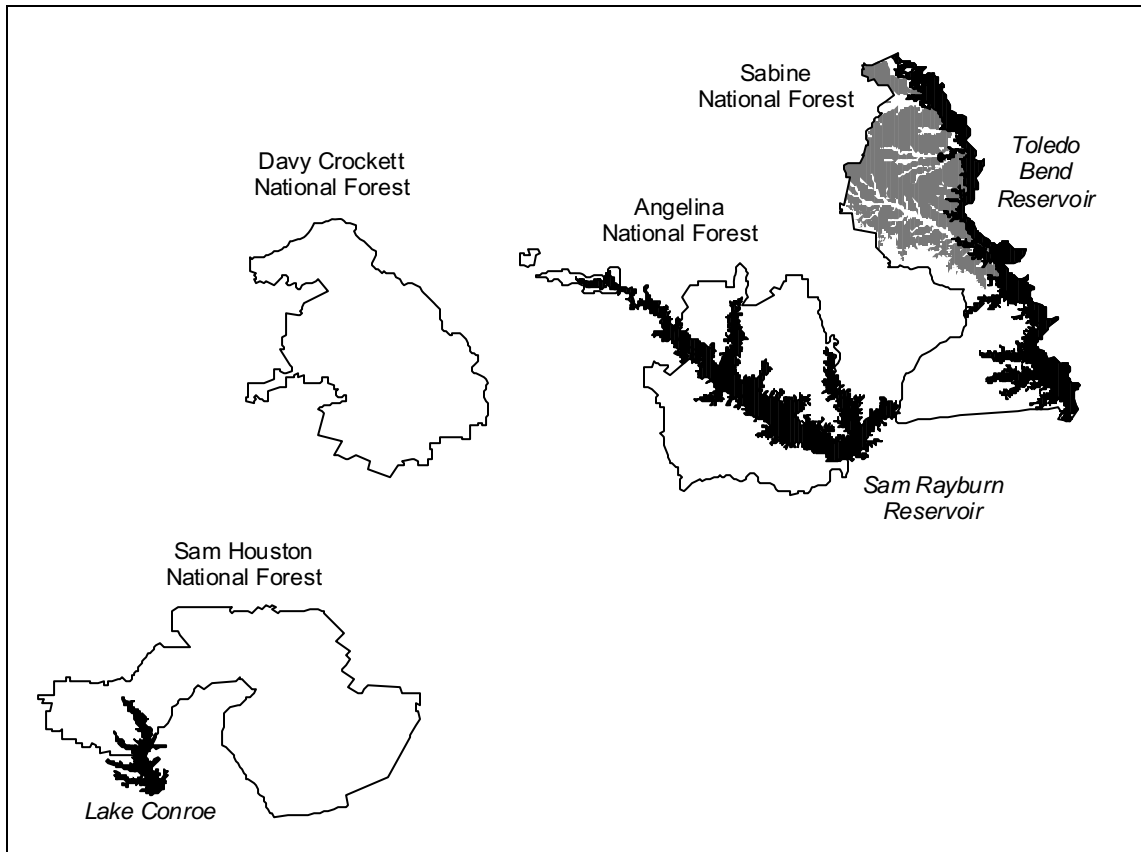 Sabine
National Forest
Toledo
Bend
Reservoir
Davy Crockett
National Forest
Angelina
National Forest
Sam Rayburn
Reservoir
Sam Houston
National Forest
Lake Conroe